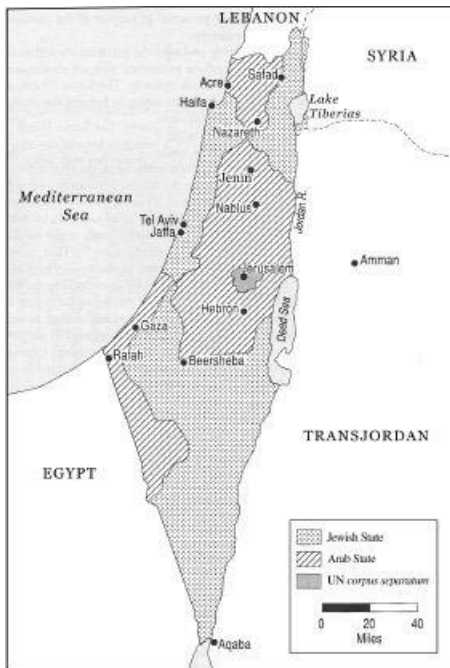 LEBANON
SYRIA
Safad
Acre
Haifa
Lake
Tiberias
Nazareth
Jenin
Mediterranean
Sea
Nablus
Jordan R.
Tel Aviv
Jaffa
Amman
Jerusalem
Hebron
Dead Sea
Gaza
Rafah
Beersheba
TRANSJORDAN
EGYPT
Jewish State
Arab State
UN corpus separatum
0 20 40
Miles
Aqaba